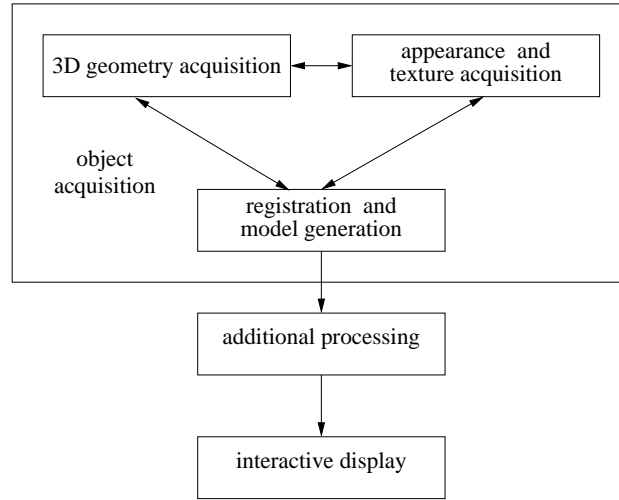 3D geometry acquisition
appearance and
texture acquisition
object
acquisition
registration and
model generation
additional processing
interactive display